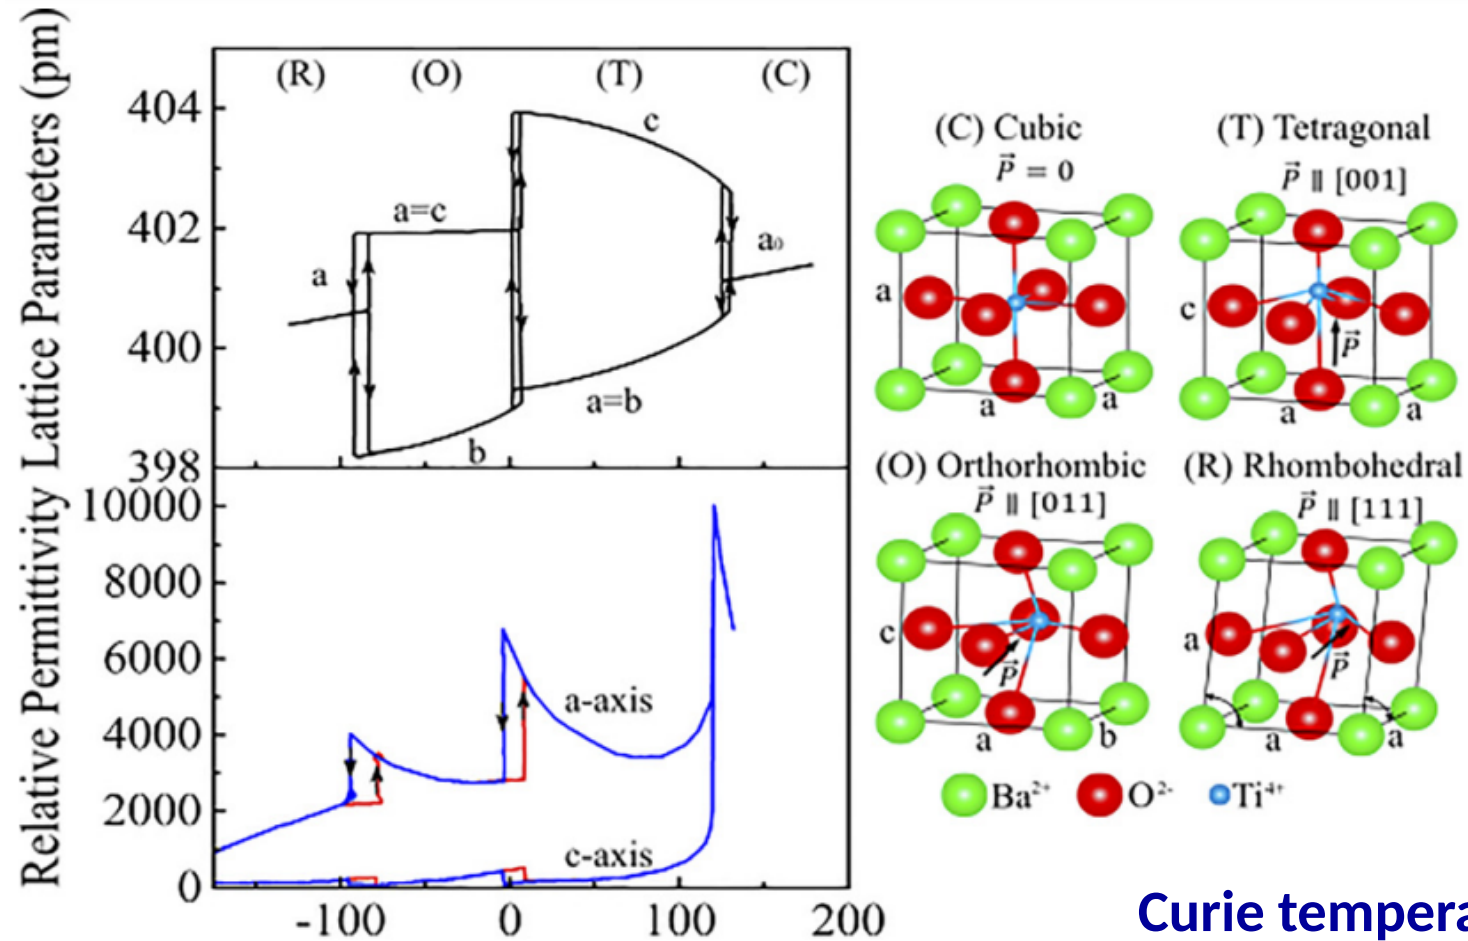 Lattice Parameters (pm)
(R) (O) (T) (C)
404
402
400
398
c
a=c
a
a₀
a=b
b
Relative Permittivity
10000
8000
6000
4000
2000
0
a-axis
c-axis
-100 0 100 200
(C) Cubic
P⃗ = 0
a
a a
(T) Tetragonal
P⃗ ∥ [001]
c
P⃗
a a
(O) Orthorhombic
P⃗ ∥ [011]
c
P⃗
a b
(R) Rhombohedral
P⃗ ∥ [111]
a
P⃗
a a
Ba²⁺ O²⁻ Ti⁴⁺
Curie tempera